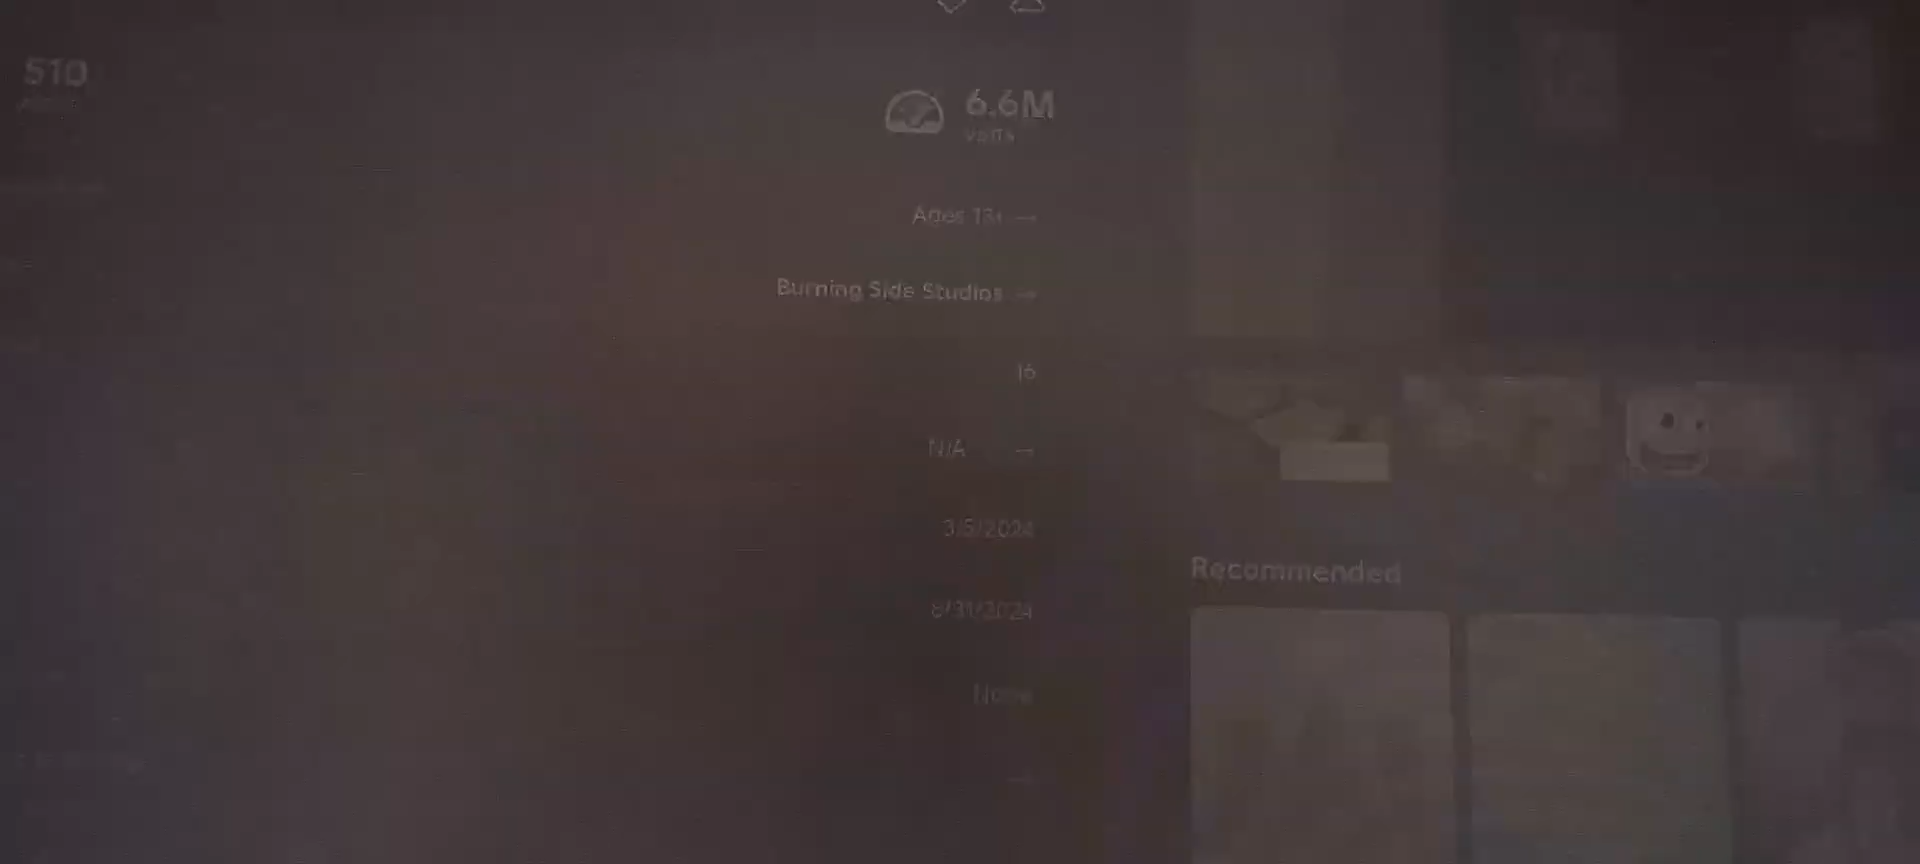 510
6.6M
Visits
Ages 13+
Burning Side Studios
16
N/A
3/5/2024
8/31/2024
None
Recommended